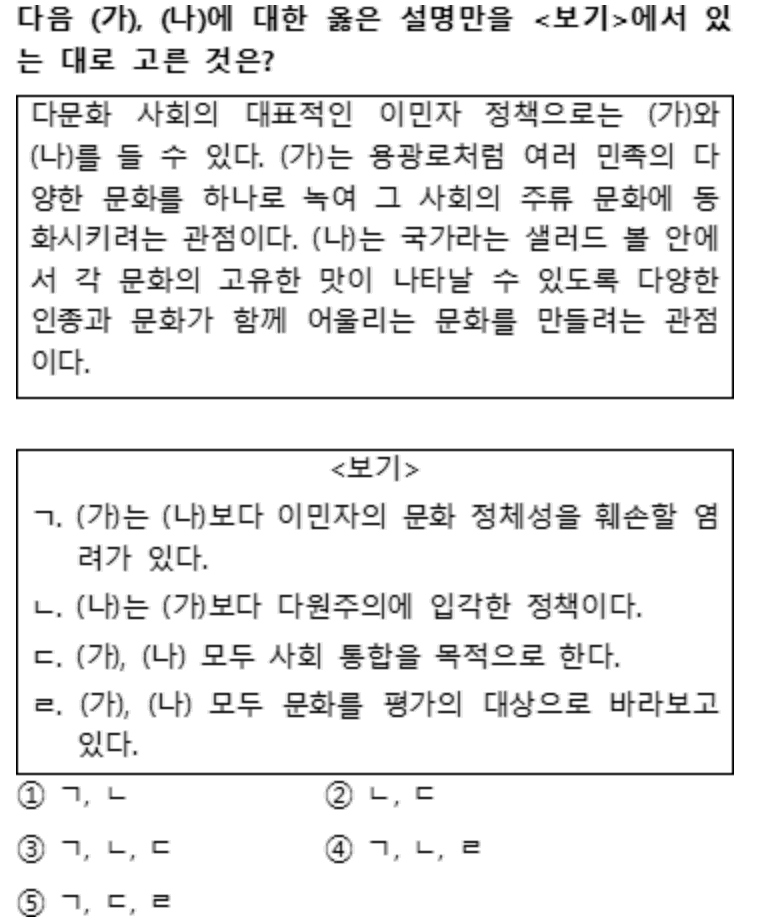 다음 (가), (나)에 대한 옳은 설명만을 <보기>에서 있
는 대로 고른 것은?
다문화 사회의 대표적인 이민자 정책으로는 (가)와
(나)를 들 수 있다. (가)는 용광로처럼 여러 민족의 다
양한 문화를 하나로 녹여 그 사회의 주류 문화에 동
화시키려는 관점이다. (나)는 국가라는 샐러드 볼 안에
서 각 문화의 고유한 맛이 나타날 수 있도록 다양한
인종과 문화가 함께 어울리는 문화를 만들려는 관점
이다.
<보기>
ㄱ. (가)는 (나)보다 이민자의 문화 정체성을 훼손할 염
려가 있다.
ㄴ. (나)는 (가)보다 다원주의에 입각한 정책이다.
ㄷ. (가), (나) 모두 사회 통합을 목적으로 한다.
ㄹ. (가), (나) 모두 문화를 평가의 대상으로 바라보고
있다.
① ㄱ, ㄴ ② ㄴ, ㄷ
③ ㄱ, ㄴ, ㄷ ④ ㄱ, ㄴ, ㄹ
⑤ ㄱ, ㄷ, ㄹ